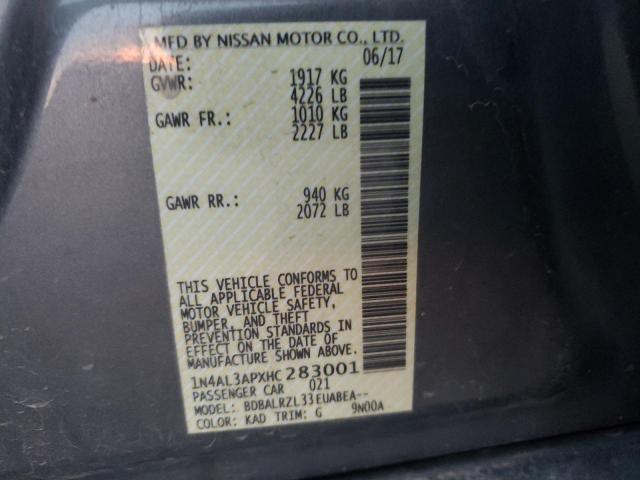 MFD BY NISSAN MOTOR CO., LTD.
DATE: 06/17
GVWR: 1917 KG
4226 LB
GAWR FR.: 1010 KG
2227 LB
GAWR RR.: 940 KG
2072 LB
THIS VEHICLE CONFORMS TO
ALL APPLICABLE FEDERAL
MOTOR VEHICLE SAFETY,
BUMPER, AND THEFT
PREVENTION STANDARDS IN
EFFECT ON THE DATE OF
MANUFACTURE SHOWN ABOVE.
1N4AL3APXHC 283001
PASSENGER CAR 021
MODEL: BDBALRZL33EUABEA--
COLOR: KAD TRIM: G 9N00A